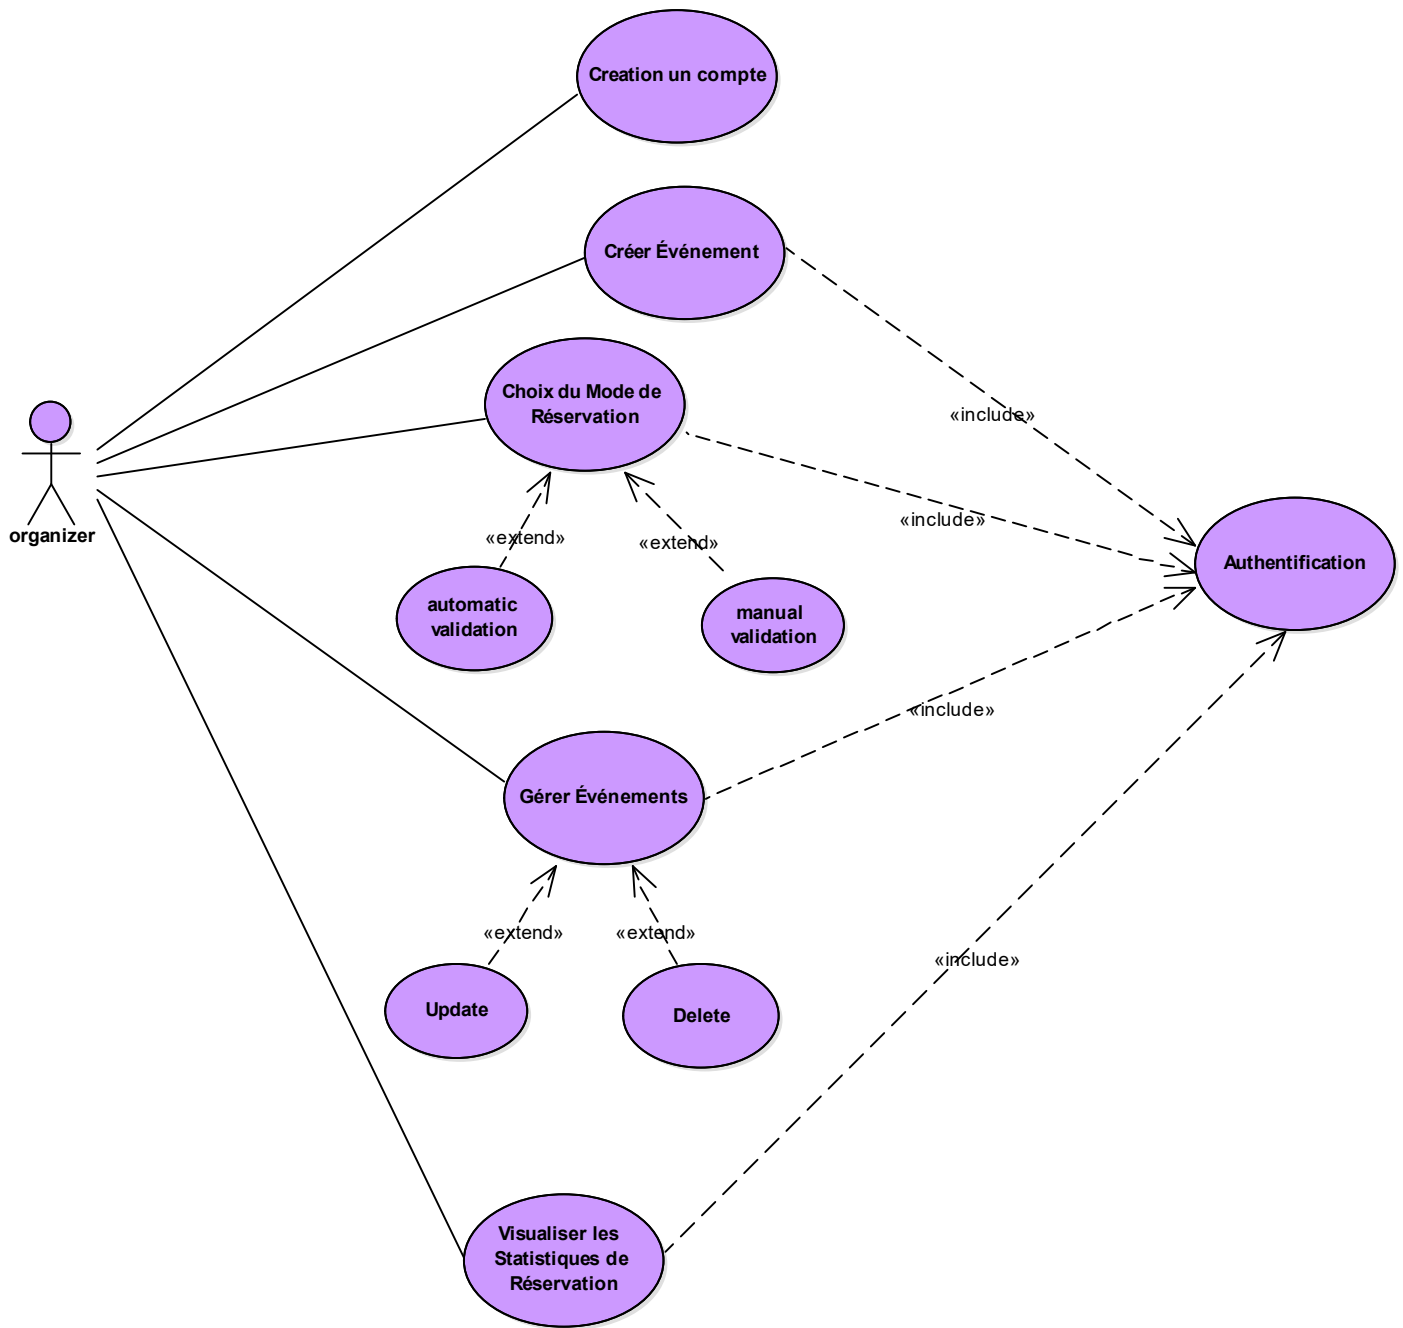 Creation un compte
Créer Événement
Choix du Mode de
Réservation
«include»
organizer
«include»
«extend»
«extend»
Authentification
automatic
validation
manual
validation
«include»
Gérer Événements
«extend»
«extend»
«include»
Update
Delete
Visualiser les
Statistiques de
Réservation